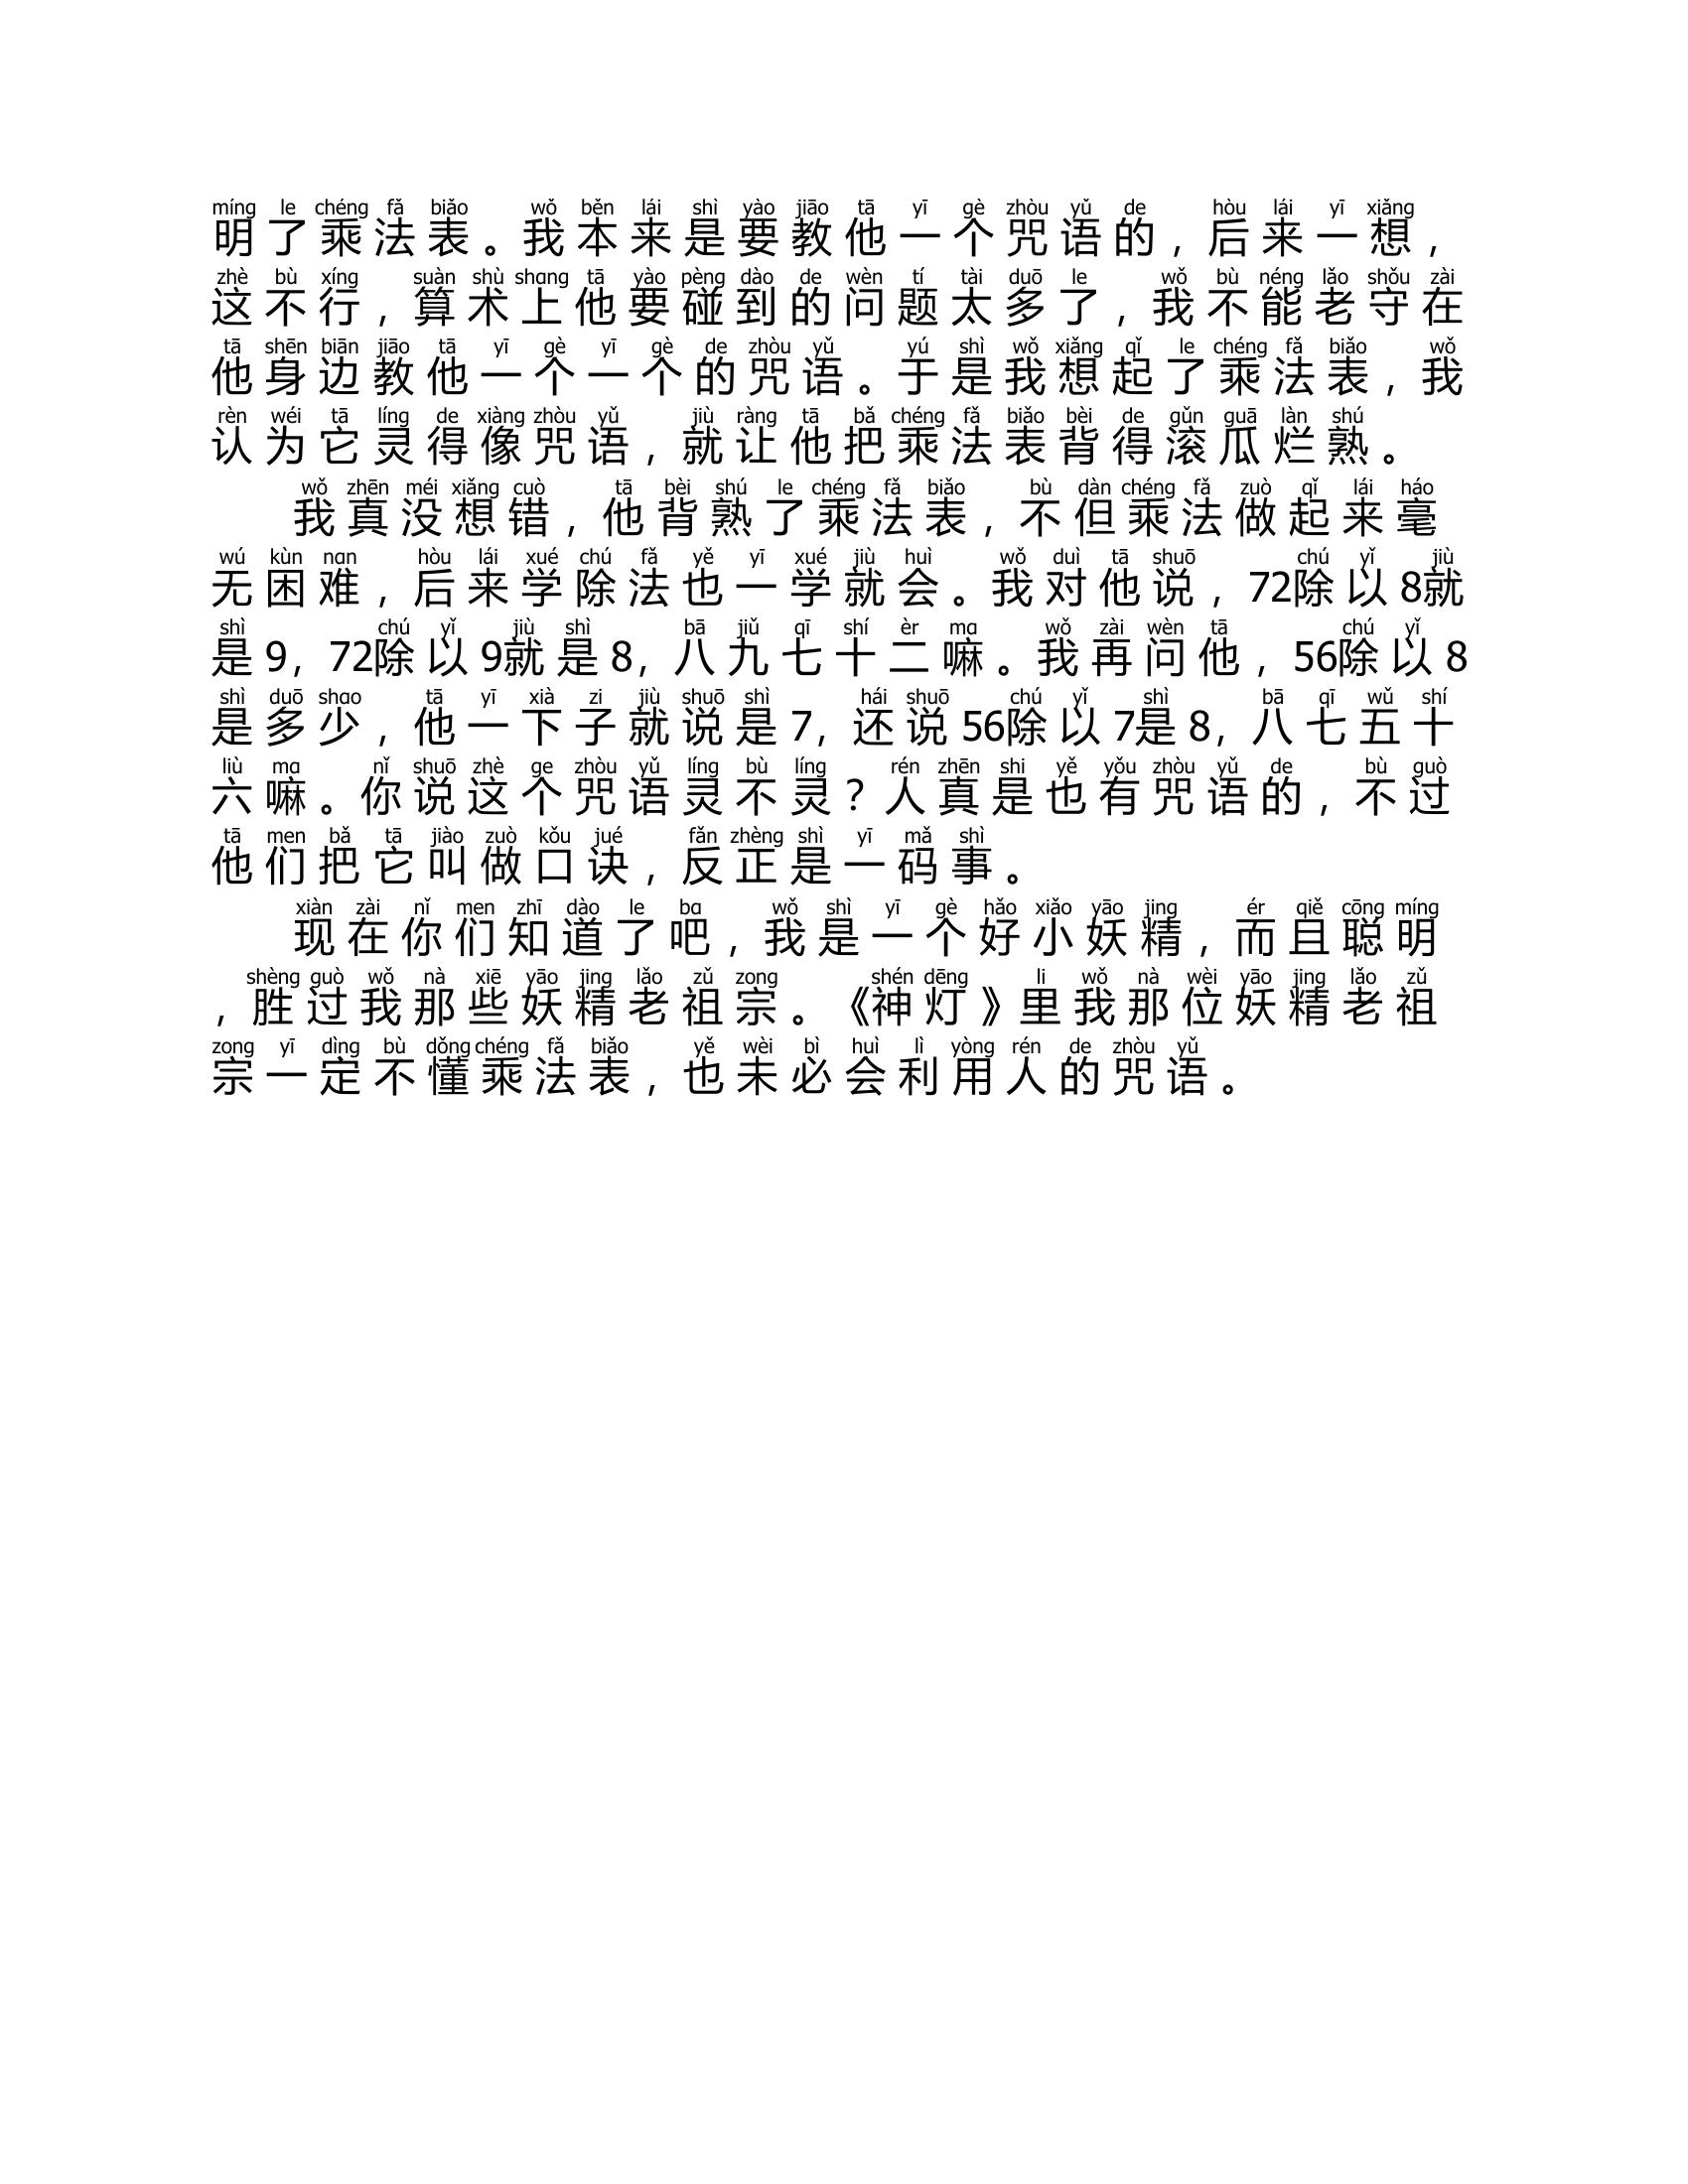 míng le chéng fǎ biǎo wǒ běn lái shì yào jiāo tā yī gè zhòu yǔ de hòu lái yī xiǎng
明了乘法表。我本来是要教他一个咒语的，后来一想，
zhè bù xíng suàn shù shang tā yào pèng dào de wèn tí tài duō le wǒ bù néng lǎo shǒu zài
这不行，算术上他要碰到的问题太多了，我不能老守在
tā shēn biān jiāo tā yī gè yī gè de zhòu yǔ yú shì wǒ xiǎng qǐ le chéng fǎ biǎo wǒ
他身边教他一个一个的咒语。于是我想起了乘法表，我
rèn wéi tā líng de xiàng zhòu yǔ jiù ràng tā bǎ chéng fǎ biǎo bèi de gǔn guā làn shú
认为它灵得像咒语，就让他把乘法表背得滚瓜烂熟。
wǒ zhēn méi xiǎng cuò tā bèi shú le chéng fǎ biǎo bù dàn chéng fǎ zuò qǐ lái háo
我真没想错，他背熟了乘法表，不但乘法做起来毫
wú kùn nan hòu lái xué chú fǎ yě yī xué jiù huì wǒ duì tā shuō chú yǐ jiù
无困难，后来学除法也一学就会。我对他说，72除以8就
shì chú yǐ jiù shì bā jiǔ qī shí èr ma wǒ zài wèn tā chú yǐ
是9，72除以9就是8，八九七十二嘛。我再问他，56除以8
shì duō shao tā yī xià zi jiù shuō shì hái shuō chú yǐ shì bā qī wǔ shí
是多少，他一下子就说是7，还说56除以7是8，八七五十
liù ma nǐ shuō zhè ge zhòu yǔ líng bù líng rén zhēn shi yě yǒu zhòu yǔ de bù guò
六嘛。你说这个咒语灵不灵？人真是也有咒语的，不过
tā men bǎ tā jiào zuò kǒu jué fǎn zhèng shì yī mǎ shì
他们把它叫做口诀，反正是一码事。
xiàn zài nǐ men zhī dào le ba wǒ shì yī gè hǎo xiǎo yāo jing ér qiě cōng míng
现在你们知道了吧，我是一个好小妖精，而且聪明
shèng guò wǒ nà xiē yāo jing lǎo zǔ zong shén dēng li wǒ nà wèi yāo jing lǎo zǔ
，胜过我那些妖精老祖宗。《神灯》里我那位妖精老祖
zong yī dìng bù dǒng chéng fǎ biǎo yě wèi bì huì lì yòng rén de zhòu yǔ
宗一定不懂乘法表，也未必会利用人的咒语。